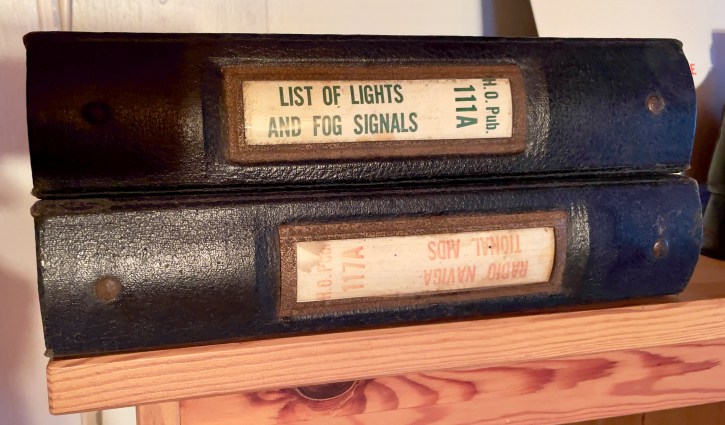 LIST OF LIGHTS
AND FOG SIGNALS
H.O. Pub.
111A
RADIO NAVIGA-
TIONAL AIDS
H.O. Pub.
117A